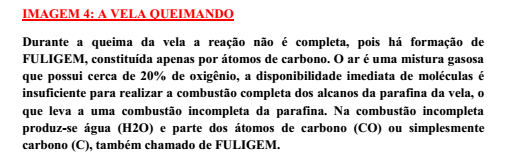 IMAGEM 4: A VELA QUEIMANDO
Durante a queima da vela a reação não é completa, pois há formação de
FULIGEM, constituída apenas por átomos de carbono. O ar é uma mistura gasosa
que possui cerca de 20% de oxigênio, a disponibilidade imediata de moléculas é
insuficiente para realizar a combustão completa dos alcanos da parafina da vela, o
que leva a uma combustão incompleta da parafina. Na combustão incompleta
produz-se água (H2O) e parte dos átomos de carbono (CO) ou simplesmente
carbono (C), também chamado de FULIGEM.